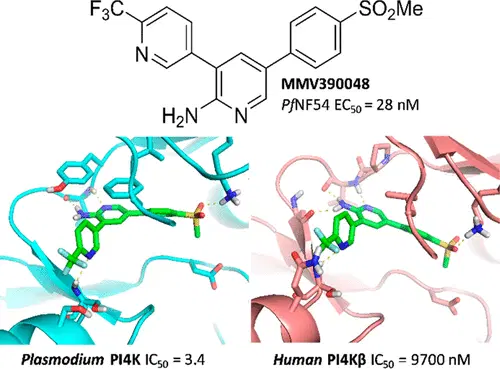 F₃C
SO₂Me
N
H₂N
N
MMV390048
PfNF54 EC₅₀ = 28 nM
Plasmodium PI4K IC₅₀ = 3.4
Human PI4Kβ IC₅₀ = 9700 nM